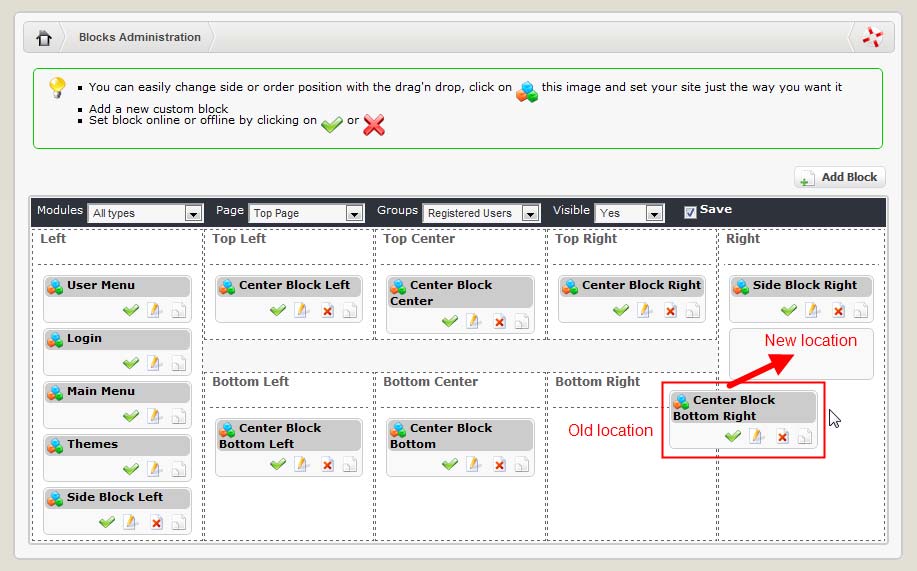 Blocks Administration
You can easily change side or order position with the drag'n drop, click on this image and set your site just the way you want it
Add a new custom block
Set block online or offline by clicking on or
Add Block
Modules All types Page Top Page Groups Registered Users Visible Yes Save
Left
User Menu
Login
Main Menu
Themes
Side Block Left
Top Left
Center Block Left
Top Center
Center Block
Center
Top Right
Center Block Right
Right
Side Block Right
New location
Bottom Left
Center Block
Bottom Left
Bottom Center
Center Block
Bottom
Bottom Right
Old location
Center Block
Bottom Right